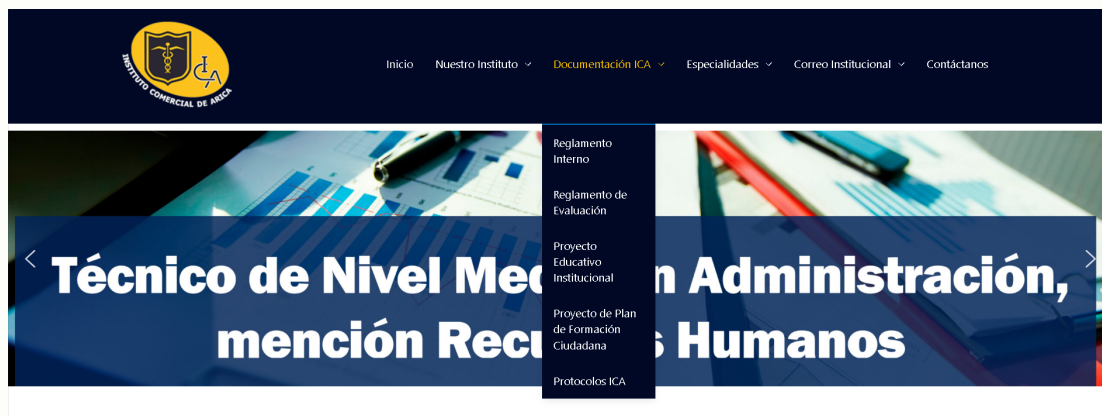 INSTITUTO COMERCIAL DE ARICA
ICA
Inicio Nuestro Instituto Documentación ICA Especialidades Correo Institucional Contáctanos
Reglamento
Interno
Reglamento de
Evaluación
Proyecto
Educativo
Institucional
Proyecto de Plan
de Formación
Ciudadana
Protocolos ICA
Técnico de Nivel Med n Administración,
mención Recu s Humanos